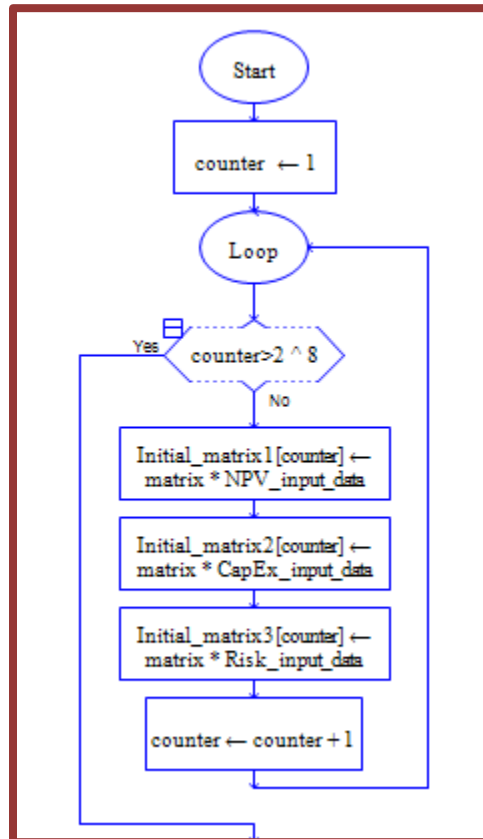 Start
counter ← 1
Loop
counter>2 ^ 8
Yes
No
Initial_matrix1[counter] ←
matrix * NPV_input_data
Initial_matrix2[counter] ←
matrix * CapEx_input_data
Initial_matrix3[counter] ←
matrix * Risk_input_data
counter ← counter + 1